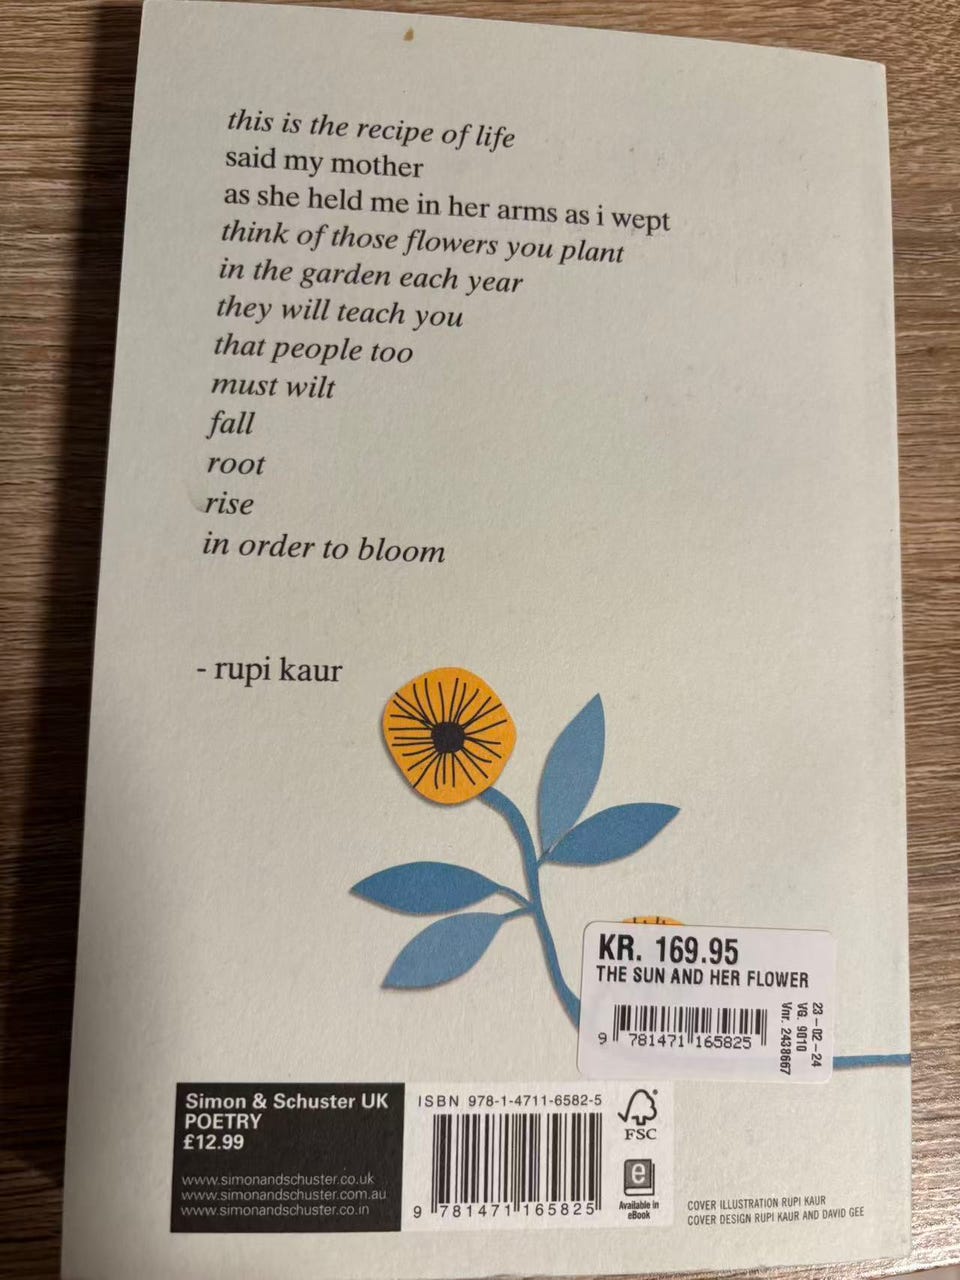 this is the recipe of life
said my mother
as she held me in her arms as i wept
think of those flowers you plant
in the garden each year
they will teach you
that people too
must wilt
fall
root
rise
in order to bloom
- rupi kaur
KR. 169.95
THE SUN AND HER FLOWER
9 781471 165825
23-02-24
VG. 9010
Vnr. 2438667
Simon & Schuster UK
POETRY
£12.99
www.simonandschuster.co.uk
www.simonandschuster.com.au
www.simonandschuster.co.in
ISBN 978-1-4711-6582-5
9 781471 165825
FSC
e
Available in
eBook
COVER ILLUSTRATION RUPI KAUR
COVER DESIGN RUPI KAUR AND DAVID GEE